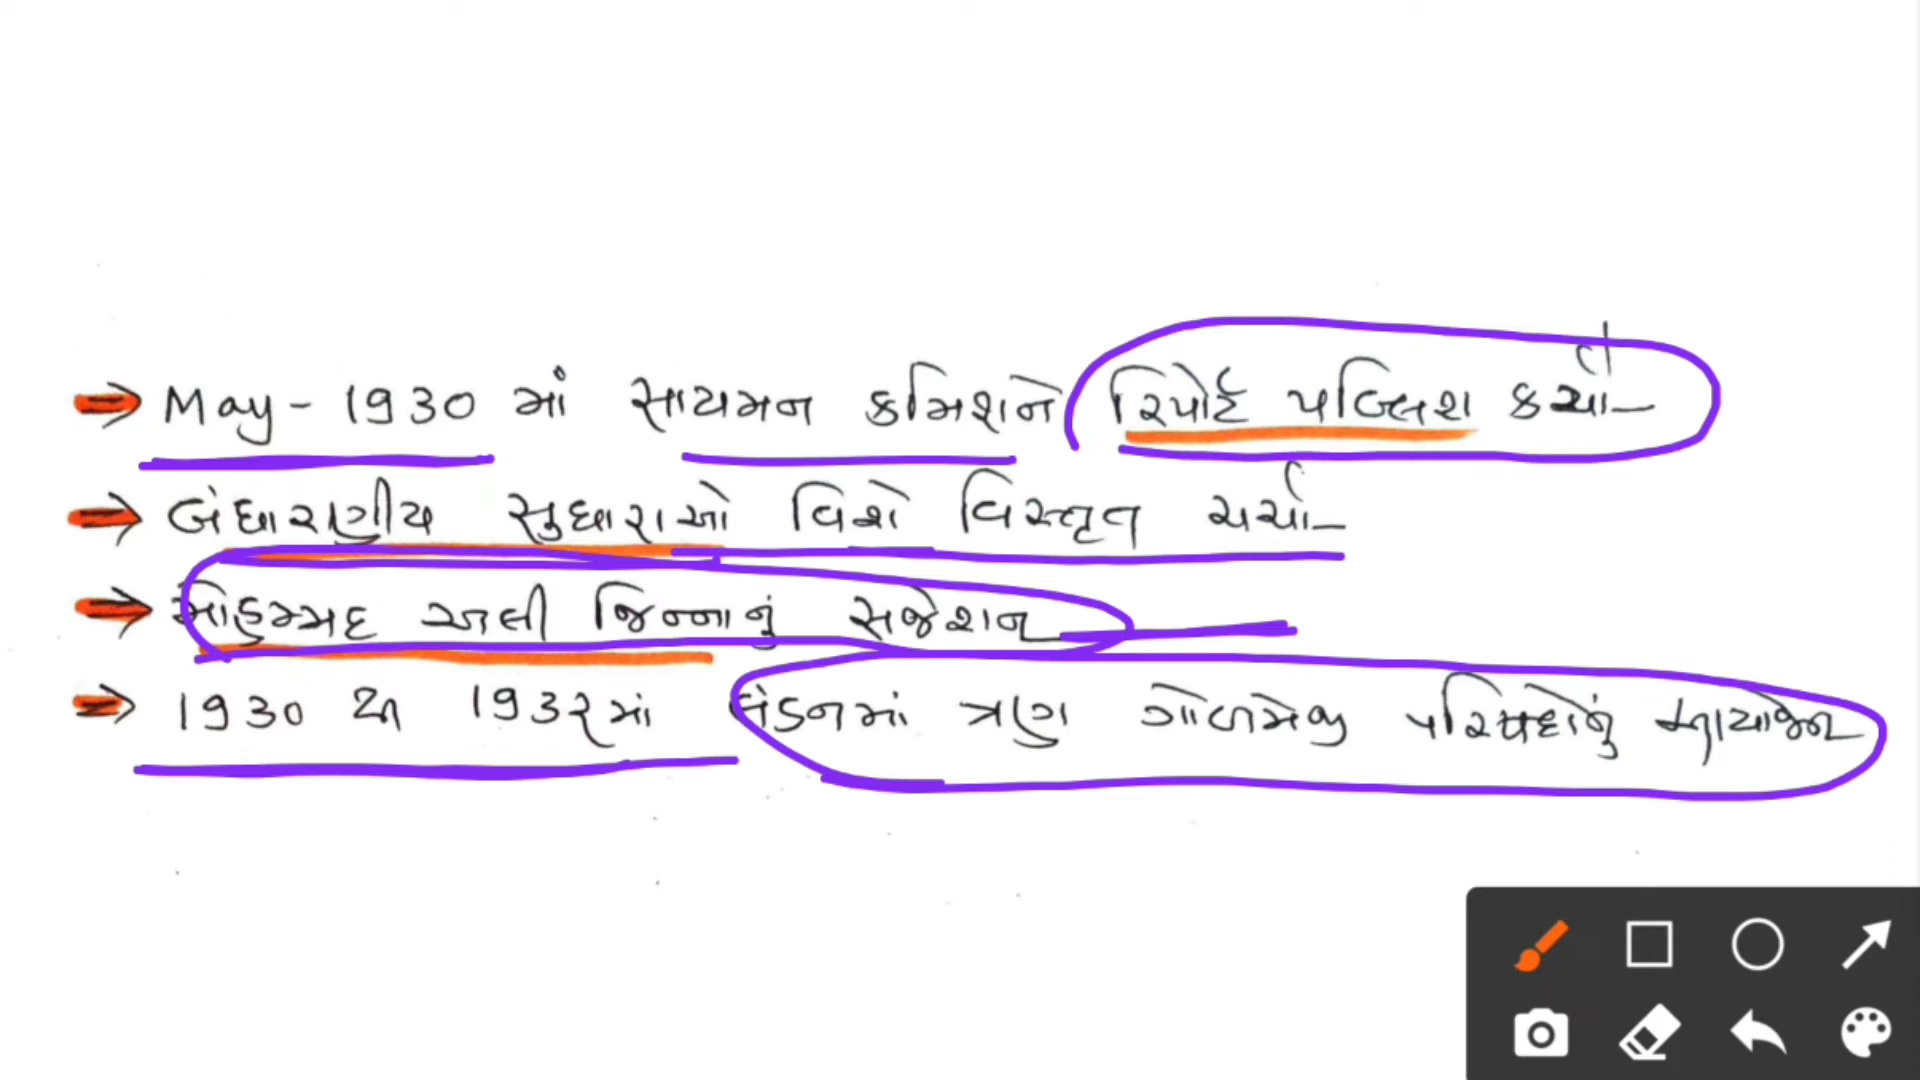 May - 1930 માં સાયમન કમિશને રિપોર્ટ પબ્લિશ કર્યો
બંધારણીય સુધારાઓ વિશે વિસ્તૃત ચર્ચા
મોહમ્મદ અલી જિન્નાનું સજેશન
1930 થી 1932માં લંડનમાં ત્રણ ગોળમેજી પરિષદોનું આયોજન